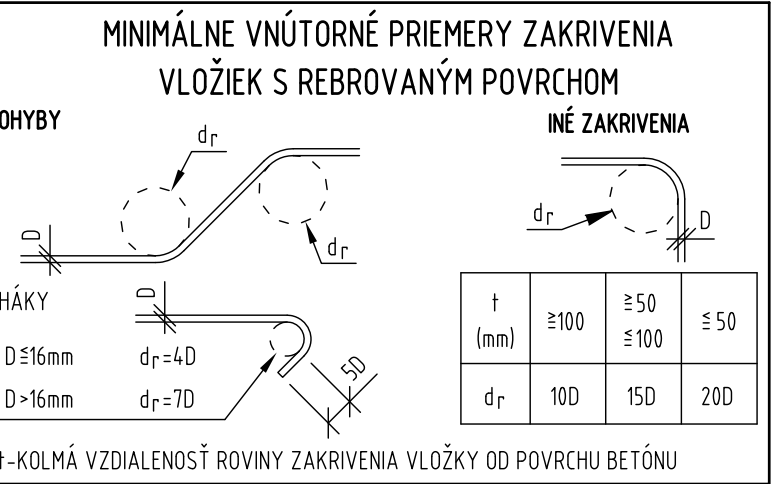 MINIMÁLNE VNÚTORNÉ PRIEMERY ZAKRIVENIA
VLOŽIEK S REBROVANÝM POVRCHOM
OHYBY
dr
dr
D
INÉ ZAKRIVENIA
dr
D
HÁKY
D≦16mm dr=4D
D>16mm dr=7D
D
5D
t (mm) ≧100 ≧50 ≦100 ≦50
dr 10D 15D 20D
t-KOLMÁ VZDIALENOSŤ ROVINY ZAKRIVENIA VLOŽKY OD POVRCHU BETÓNU